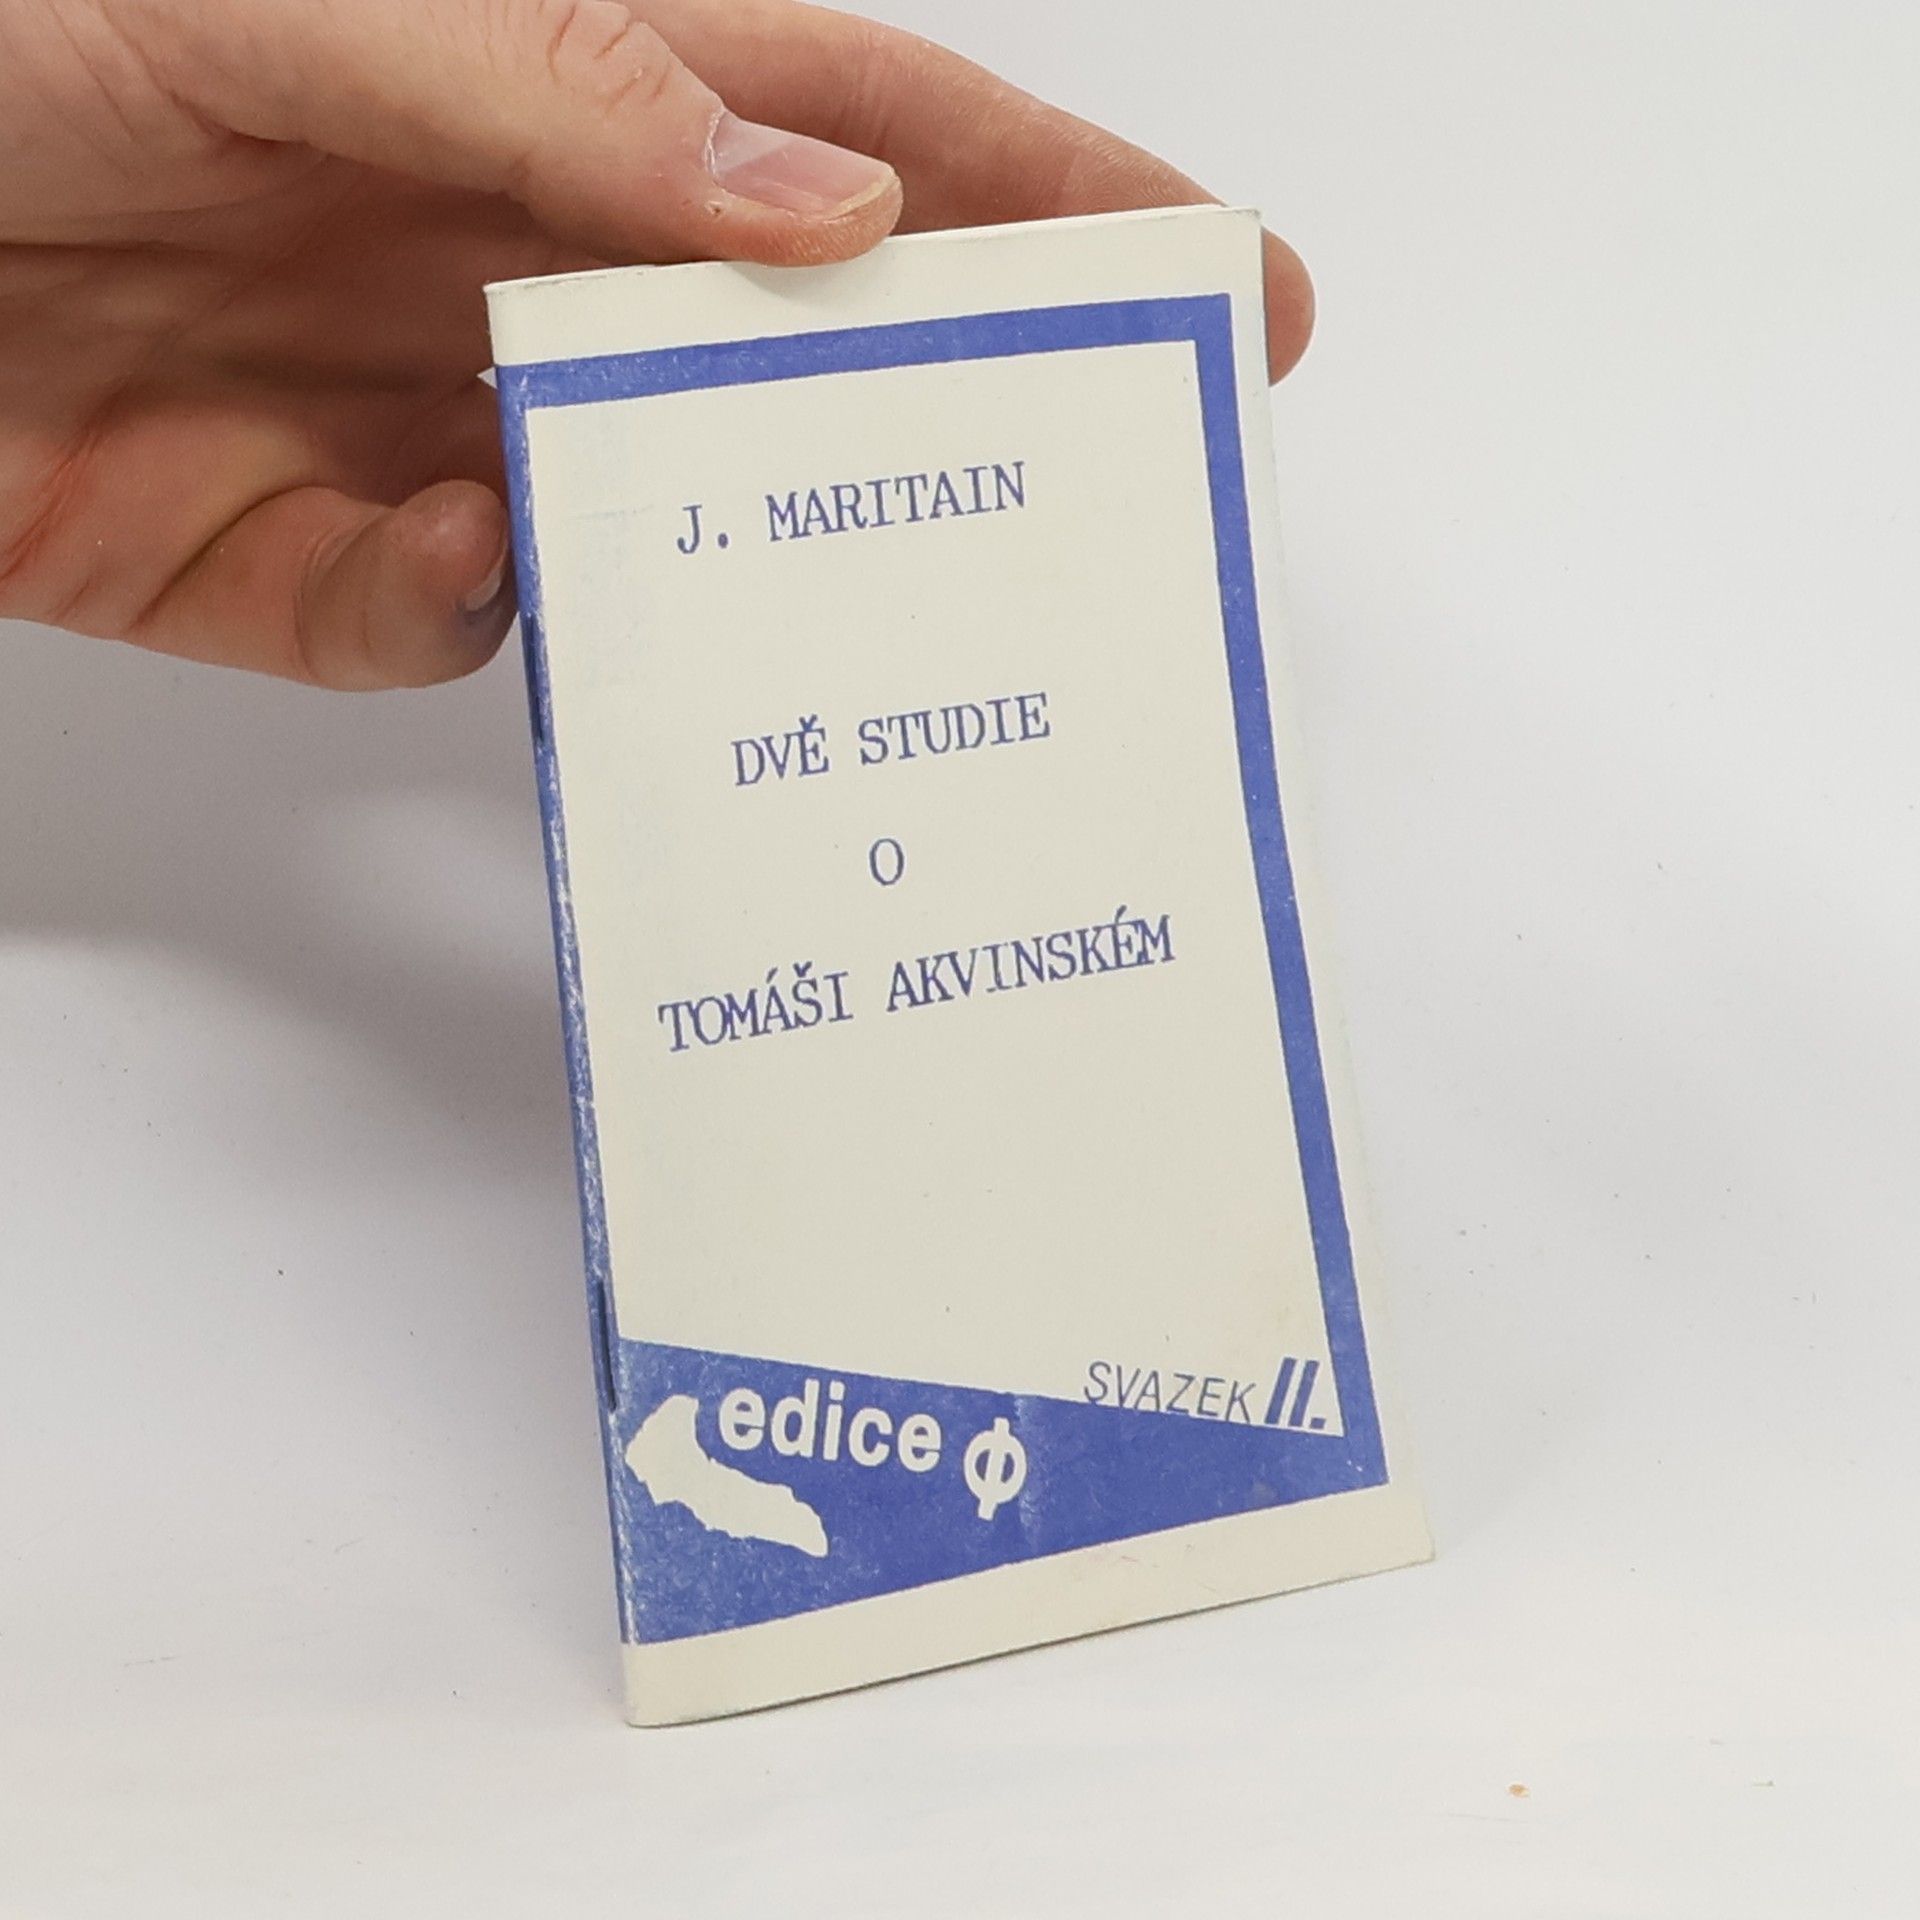 J. MARITAIN
DVĚ STUDIE
O
TOMÁŠI AKVINSKÉM
SVAZEK II.
edice ϕ